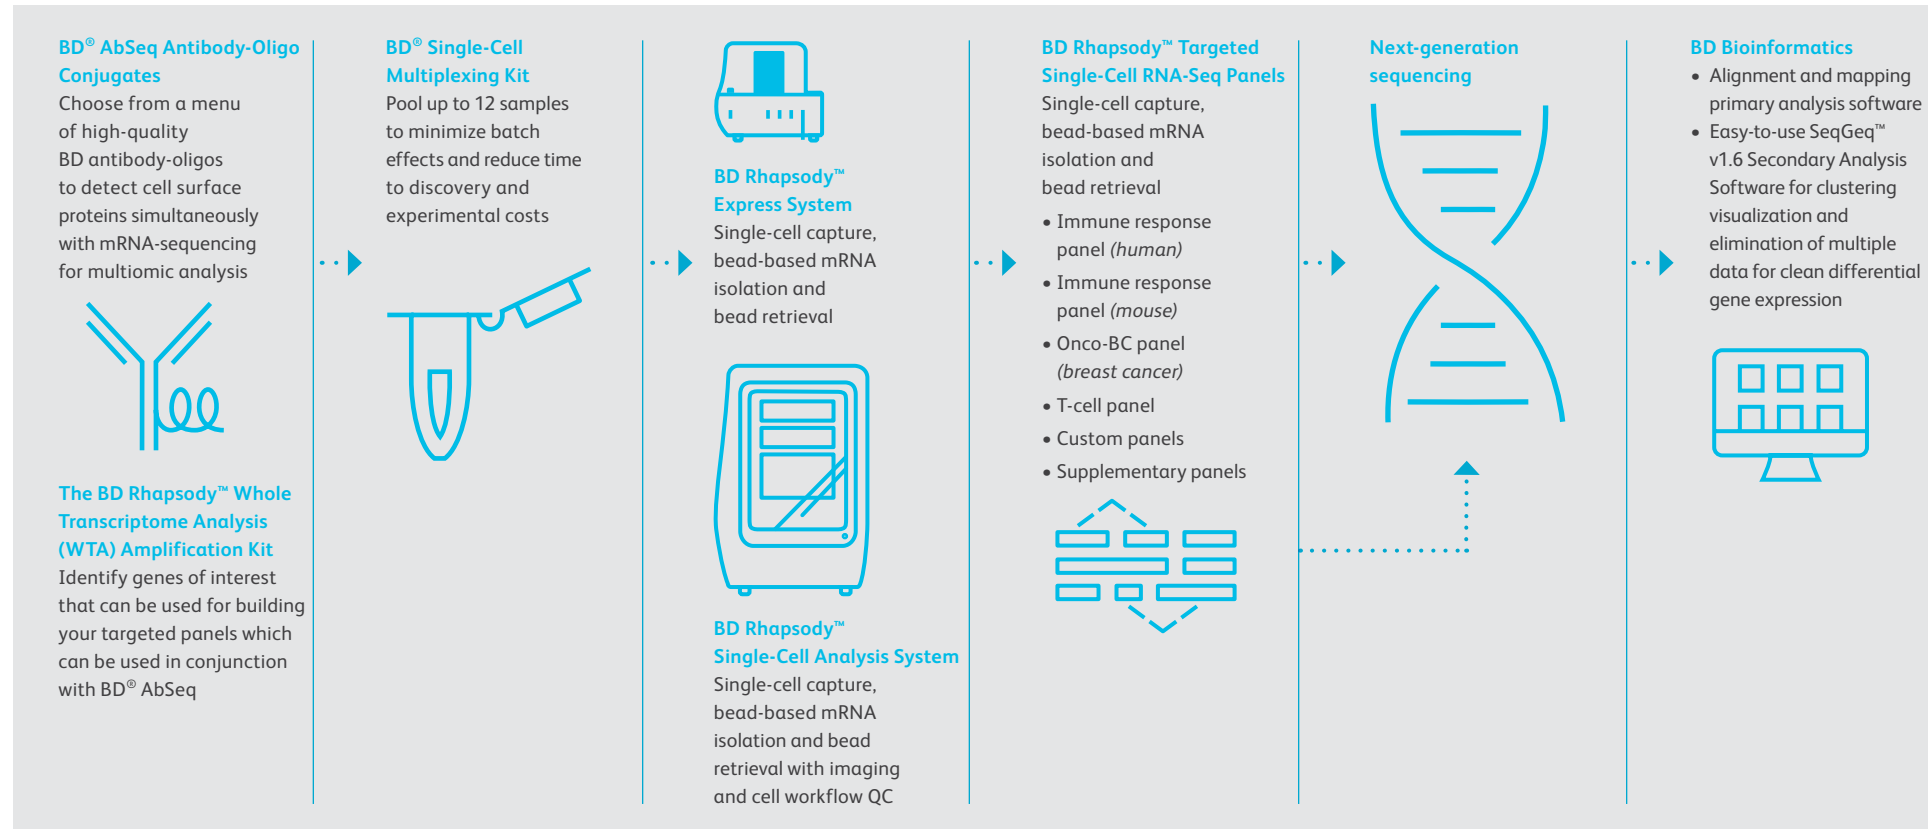 BD® AbSeq Antibody-Oligo
Conjugates
Choose from a menu
of high-quality
BD antibody-oligos
to detect cell surface
proteins simultaneously
with mRNA-sequencing
for multiomic analysis
The BD Rhapsody™ Whole
Transcriptome Analysis
(WTA) Amplification Kit
Identify genes of interest
that can be used for building
your targeted panels which
can be used in conjunction
with BD® AbSeq
BD® Single-Cell
Multiplexing Kit
Pool up to 12 samples
to minimize batch
effects and reduce time
to discovery and
experimental costs
BD Rhapsody™
Express System
Single-cell capture,
bead-based mRNA
isolation and
bead retrieval
BD Rhapsody™
Single-Cell Analysis System
Single-cell capture,
bead-based mRNA
isolation and bead
retrieval with imaging
and cell workflow QC
BD Rhapsody™ Targeted
Single-Cell RNA-Seq Panels
Single-cell capture,
bead-based mRNA
isolation and
bead retrieval
• Immune response
panel (human)
• Immune response
panel (mouse)
• Onco-BC panel
(breast cancer)
• T-cell panel
• Custom panels
• Supplementary panels
Next-generation
sequencing
BD Bioinformatics
• Alignment and mapping
primary analysis software
• Easy-to-use SeqGeq™
v1.6 Secondary Analysis
Software for clustering
visualization and
elimination of multiple
data for clean differential
gene expression